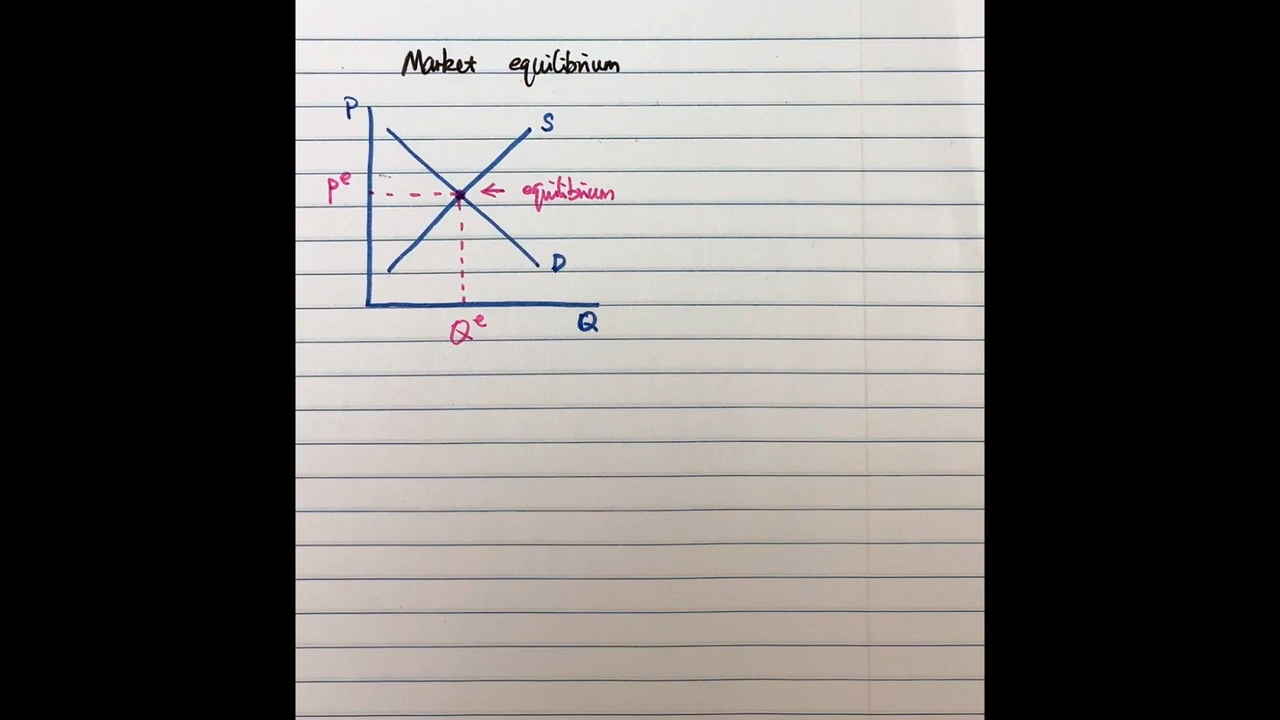 Market equilibrium
P
S
Pᵉ
← equilibrium
D
Qᵉ
Q